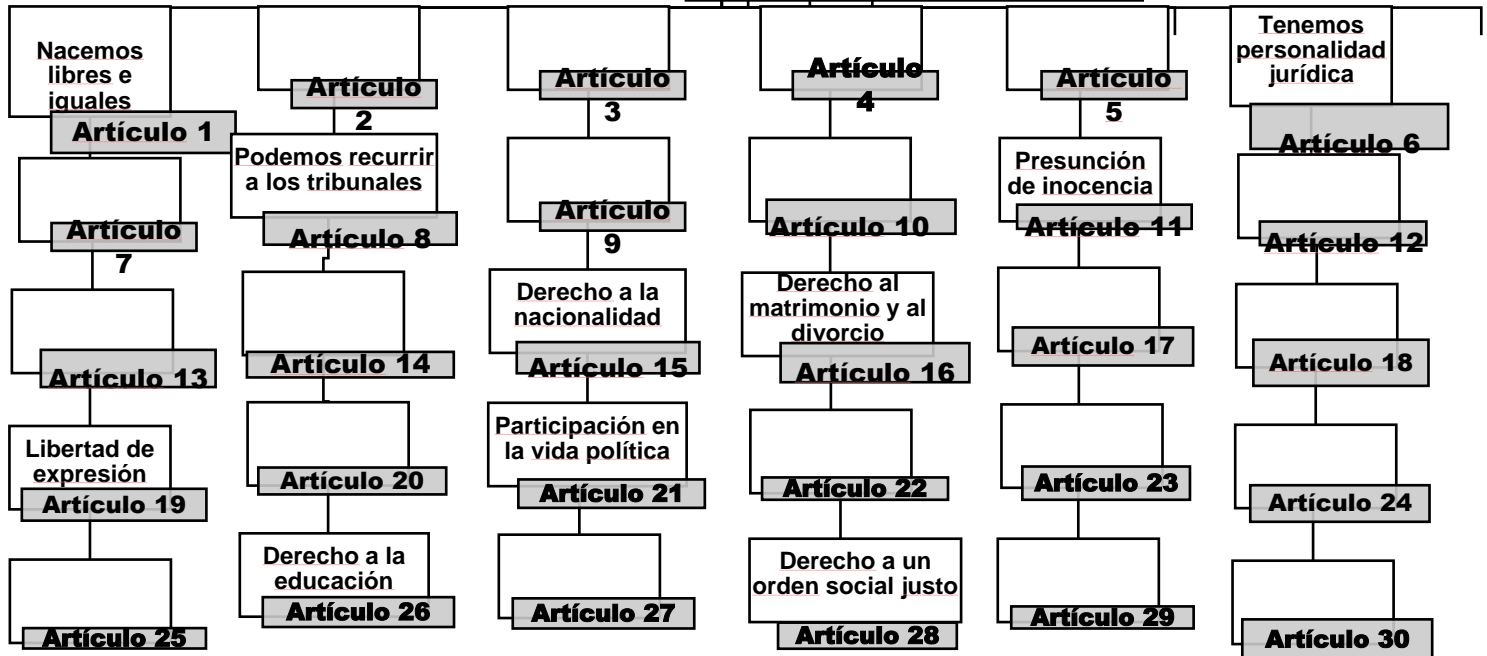 Nacemos
libres e
iguales
Artículo 1
Artículo
2
Artículo
3
Artículo
4
Artículo
5
Tenemos
personalidad
jurídica
Artículo 6
Artículo
7
Podemos recurrir
a los tribunales
Artículo 8
Artículo
9
Artículo 10
Presunción
de inocencia
Artículo 11
Artículo 12
Artículo 13
Artículo 14
Derecho a la
nacionalidad
Artículo 15
Derecho al
matrimonio y al
divorcio
Artículo 16
Artículo 17
Artículo 18
Libertad de
expresión
Artículo 19
Artículo 20
Participación en
la vida política
Artículo 21
Artículo 22
Artículo 23
Artículo 24
Artículo 25
Derecho a la
educación
Artículo 26
Artículo 27
Derecho a un
orden social justo
Artículo 28
Artículo 29
Artículo 30